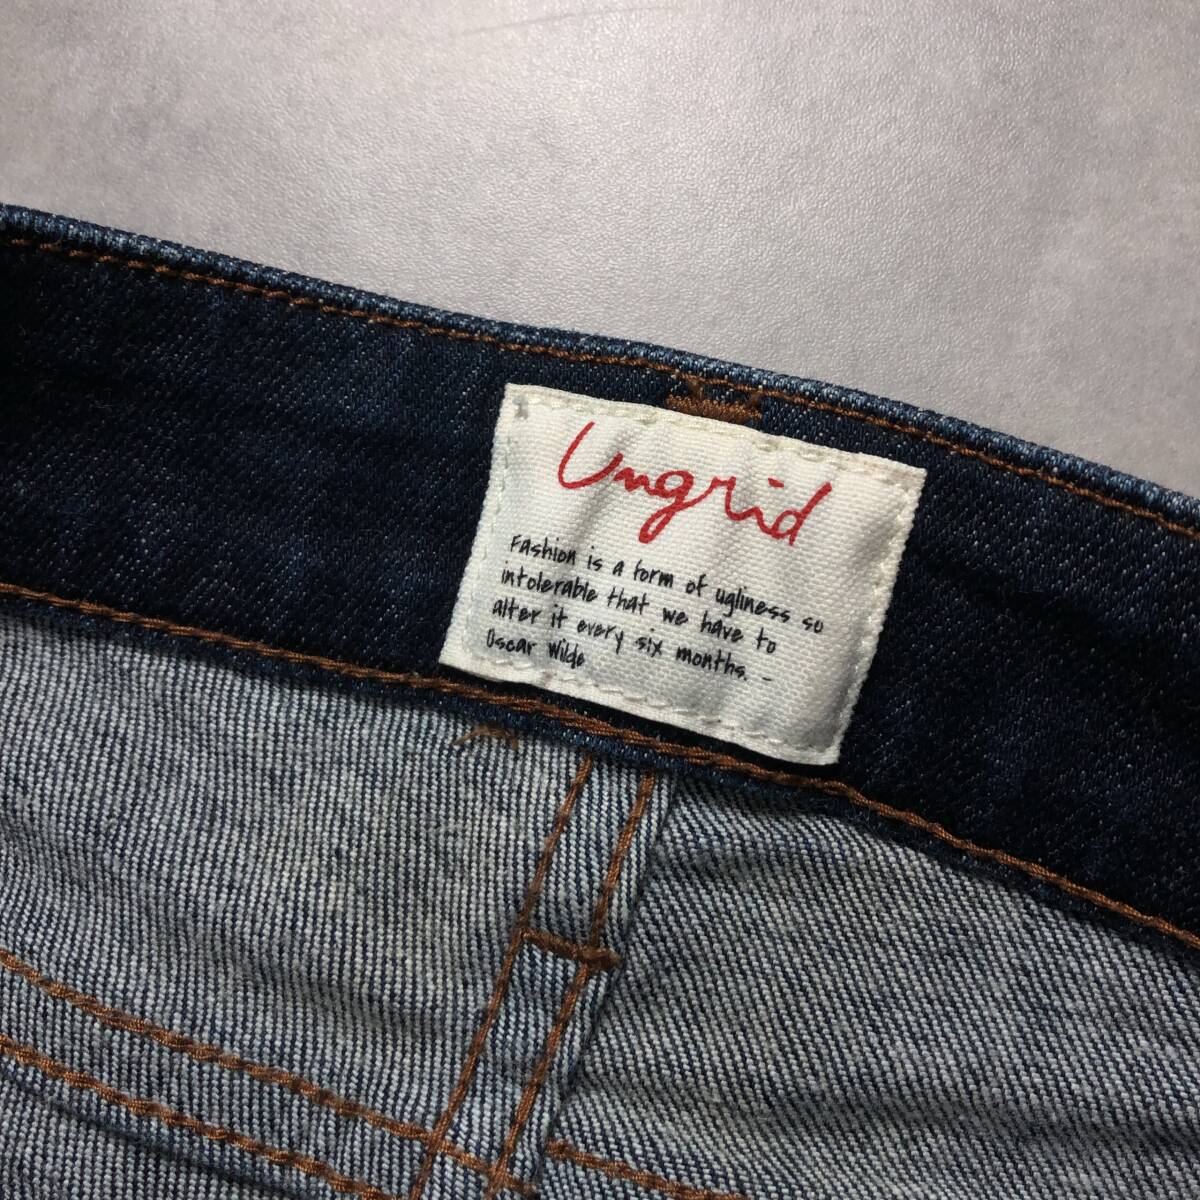 Ungrid
Fashion is a form of ugliness so
intolerable that we have to
alter it every six months. -
Oscar Wilde